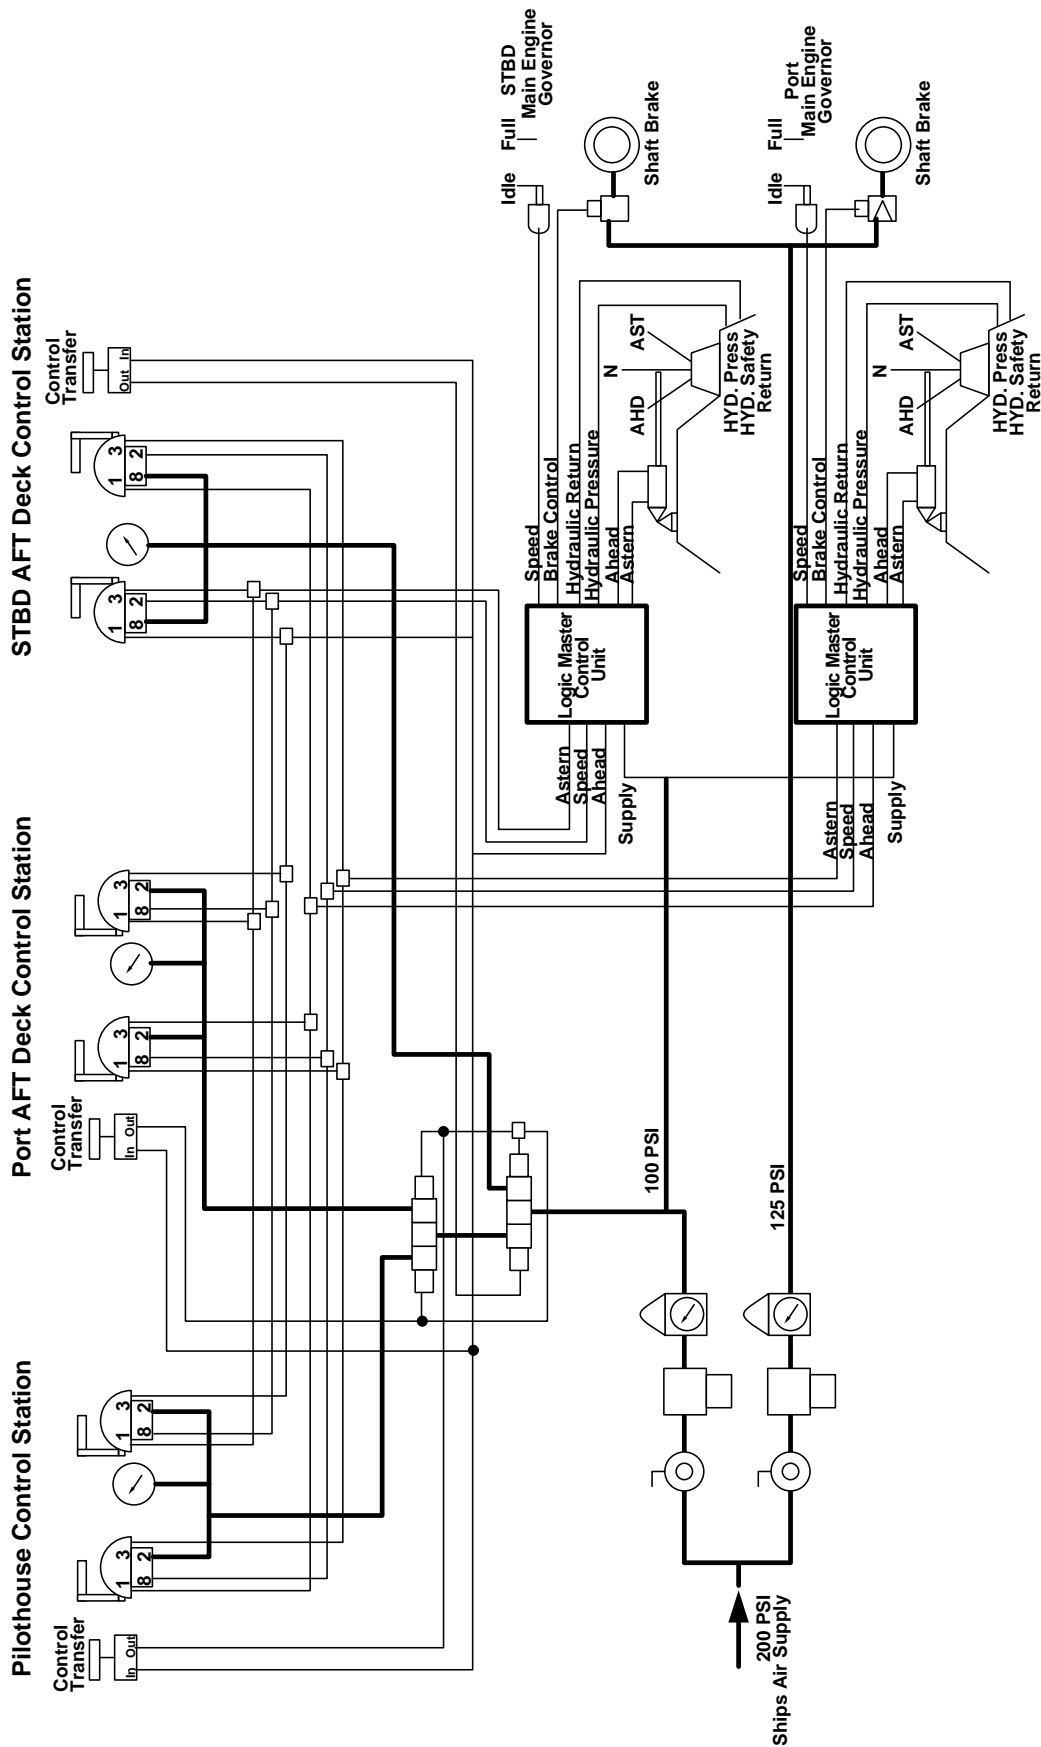 Pilothouse Control Station
Port AFT Deck Control Station
STBD AFT Deck Control Station
Control
Transfer
In Out
1 3
8 2
1 3
8 2
Control
Transfer
In Out
1 3
8 2
1 3
8 2
1 3
8 2
1 3
8 2
Control
Transfer
Out In
Astern
Speed
Ahead
Supply
Logic Master
Control
Unit
Speed
Brake Control
Hydraulic Return
Hydraulic Pressure
Ahead
Astern
Idle
Full
STBD
Main Engine
Governor
Shaft Brake
AHD
N
AST
HYD. Press
HYD. Safety
Return
100 PSI
125 PSI
200 PSI
Ships Air Supply
Astern
Speed
Ahead
Supply
Logic Master
Control
Unit
Speed
Brake Control
Hydraulic Return
Hydraulic Pressure
Ahead
Astern
Idle
Full
Port
Main Engine
Governor
Shaft Brake
AHD
N
AST
HYD. Press
HYD. Safety
Return